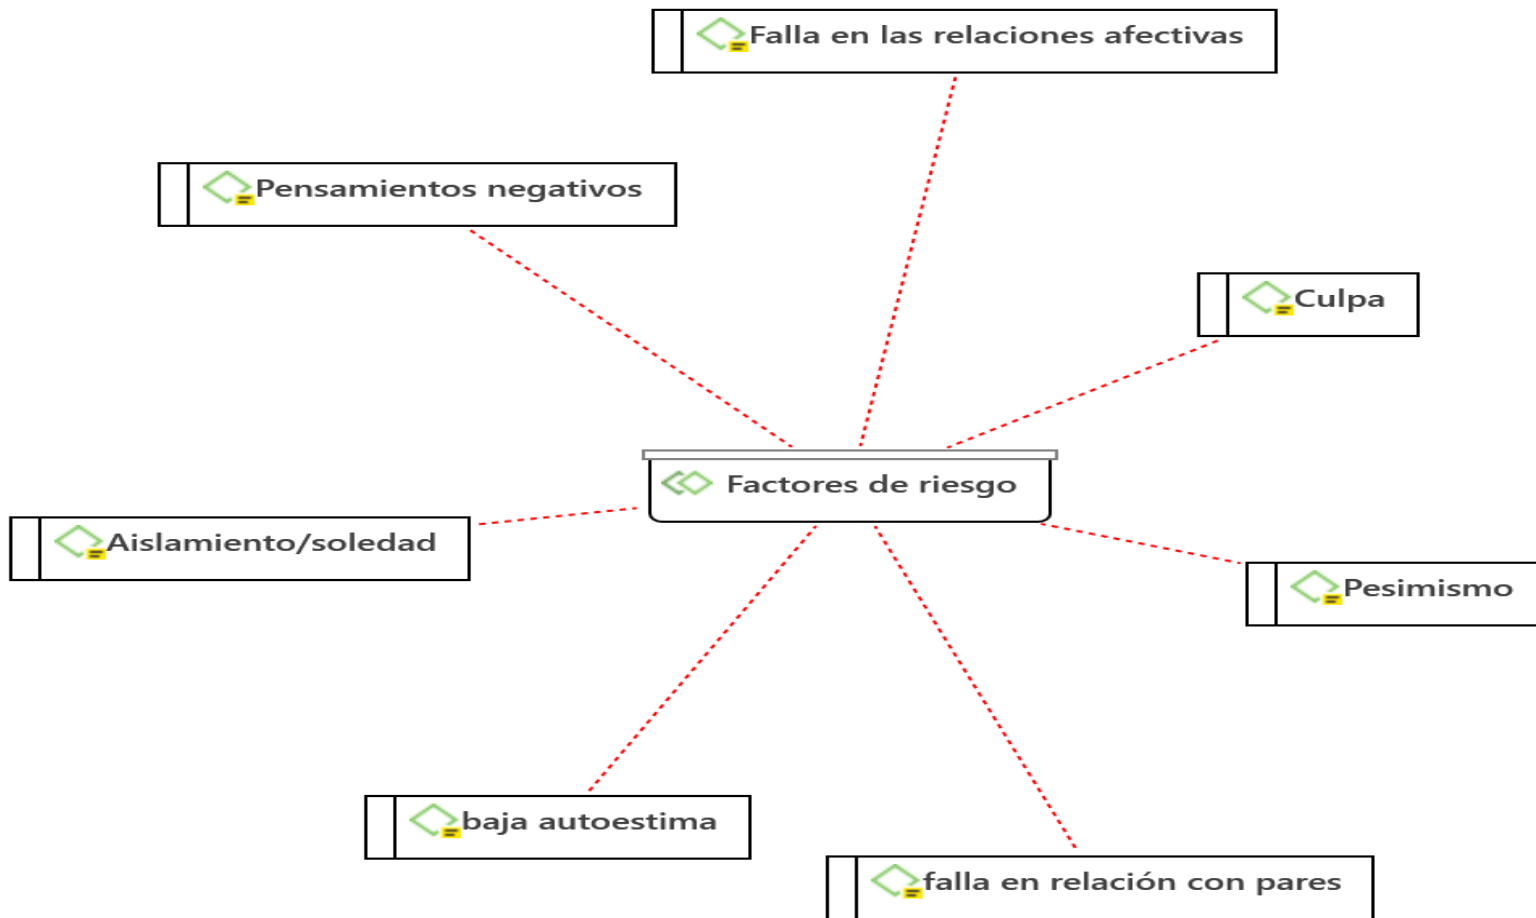 Falla en las relaciones afectivas
Pensamientos negativos
Culpa
Factores de riesgo
Aislamiento/soledad
Pesimismo
baja autoestima
falla en relación con pares